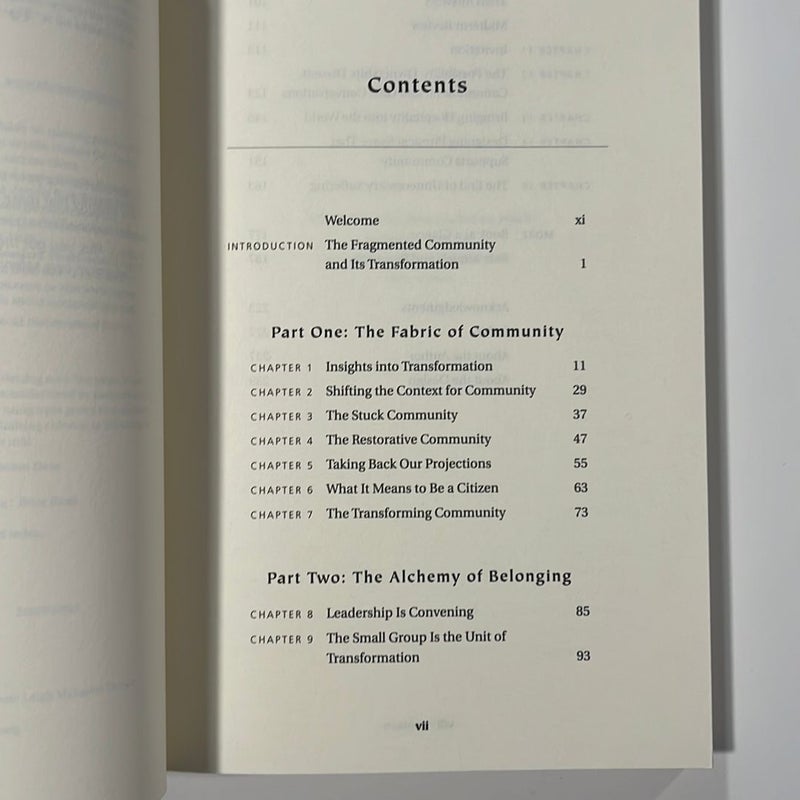 Contents
Welcome xi
INTRODUCTION The Fragmented Community
and Its Transformation 1
Part One: The Fabric of Community
CHAPTER 1 Insights into Transformation 11
CHAPTER 2 Shifting the Context for Community 29
CHAPTER 3 The Stuck Community 37
CHAPTER 4 The Restorative Community 47
CHAPTER 5 Taking Back Our Projections 55
CHAPTER 6 What It Means to Be a Citizen 63
CHAPTER 7 The Transforming Community 73
Part Two: The Alchemy of Belonging
CHAPTER 8 Leadership Is Convening 85
CHAPTER 9 The Small Group Is the Unit of
Transformation 93
vii